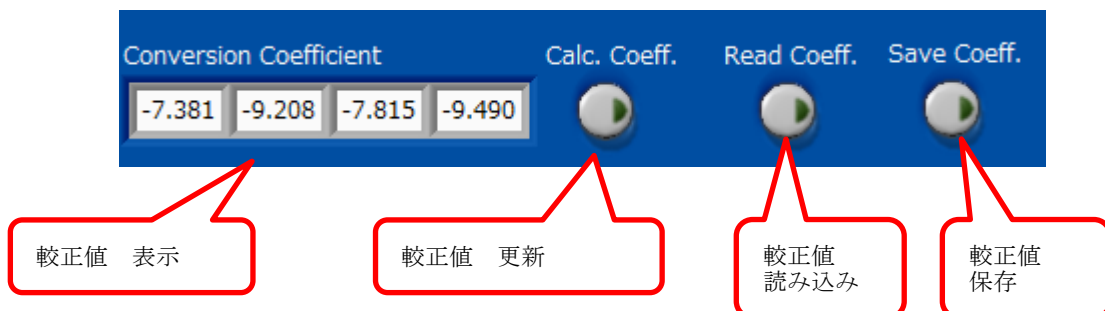 Conversion Coefficient
Calc. Coeff.
Read Coeff.
Save Coeff.
-7.381
-9.208
-7.815
-9.490
較正値　表示
較正値　更新
較正値
読み込み
較正値
保存